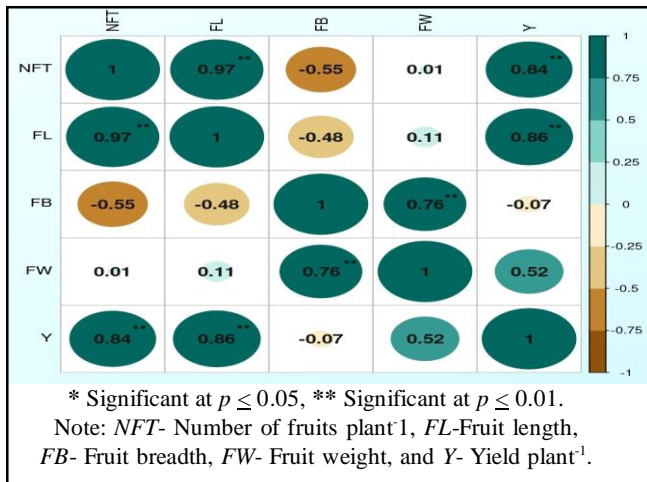 NFT FL FB FW Y
NFT 1 0.97** -0.55 0.01 0.84** 
FL 0.97** 1 -0.48 0.11 0.86**
FB -0.55 -0.48 1 0.76** -0.07
FW 0.01 0.11 0.76** 1 0.52
Y 0.84** 0.86** -0.07 0.52 1
1
0.75
0.5
0.25
0
-0.25
-0.5
-0.75
-1
* Significant at p ≤ 0.05, ** Significant at p ≤ 0.01.
Note: NFT- Number of fruits plant⁻1, FL-Fruit length,
FB- Fruit breadth, FW- Fruit weight, and Y- Yield plant⁻¹.